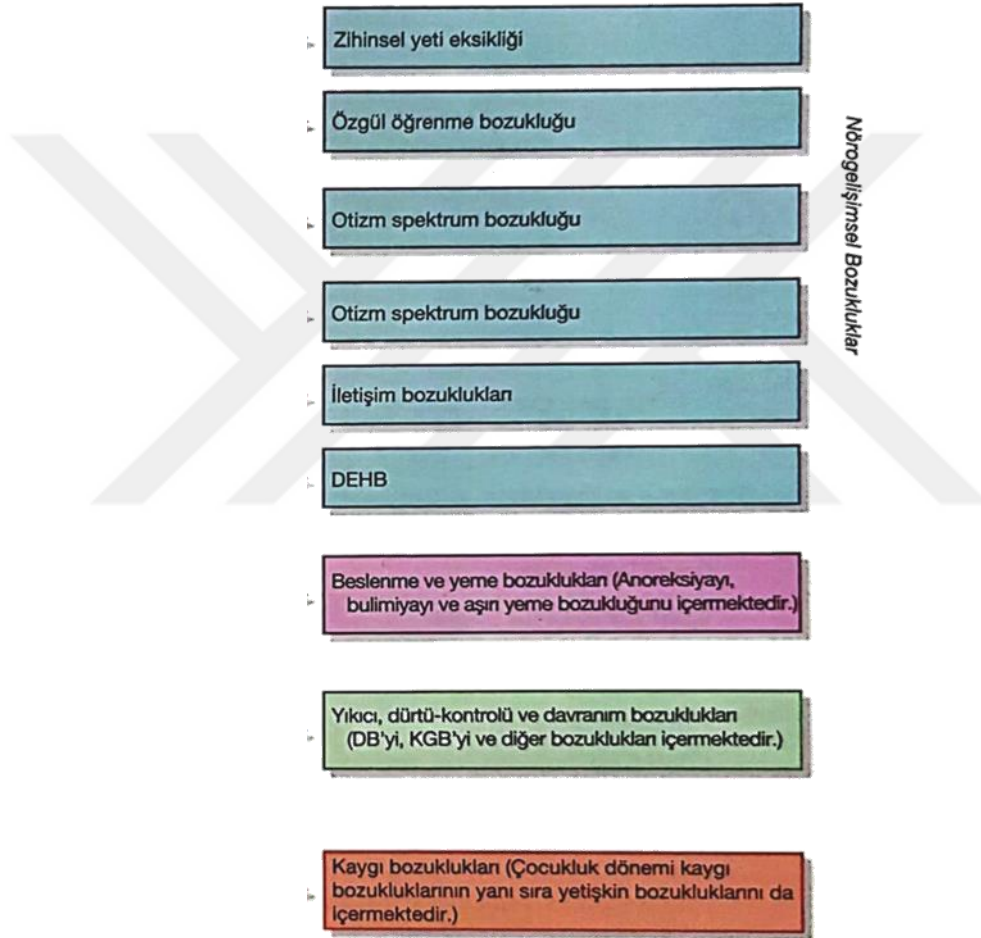 Zihinsel yeti eksikliği
Özgül öğrenme bozukluğu
Otizm spektrum bozukluğu
Otizm spektrum bozukluğu
İletişim bozuklukları
DEHB
Nörogelişimsel Bozukluklar
Beslenme ve yeme bozuklukları (Anoreksiyayı,
bulimiyayı ve aşırı yeme bozukluğunu içermektedir.)
Yıkıcı, dürtü-kontrolü ve davranım bozuklukları
(DB'yi, KGB'yi ve diğer bozuklukları içermektedir.)
Kaygı bozuklukları (Çocukluk dönemi kaygı
bozukluklarının yanı sıra yetişkin bozukluklarını da
içermektedir.)